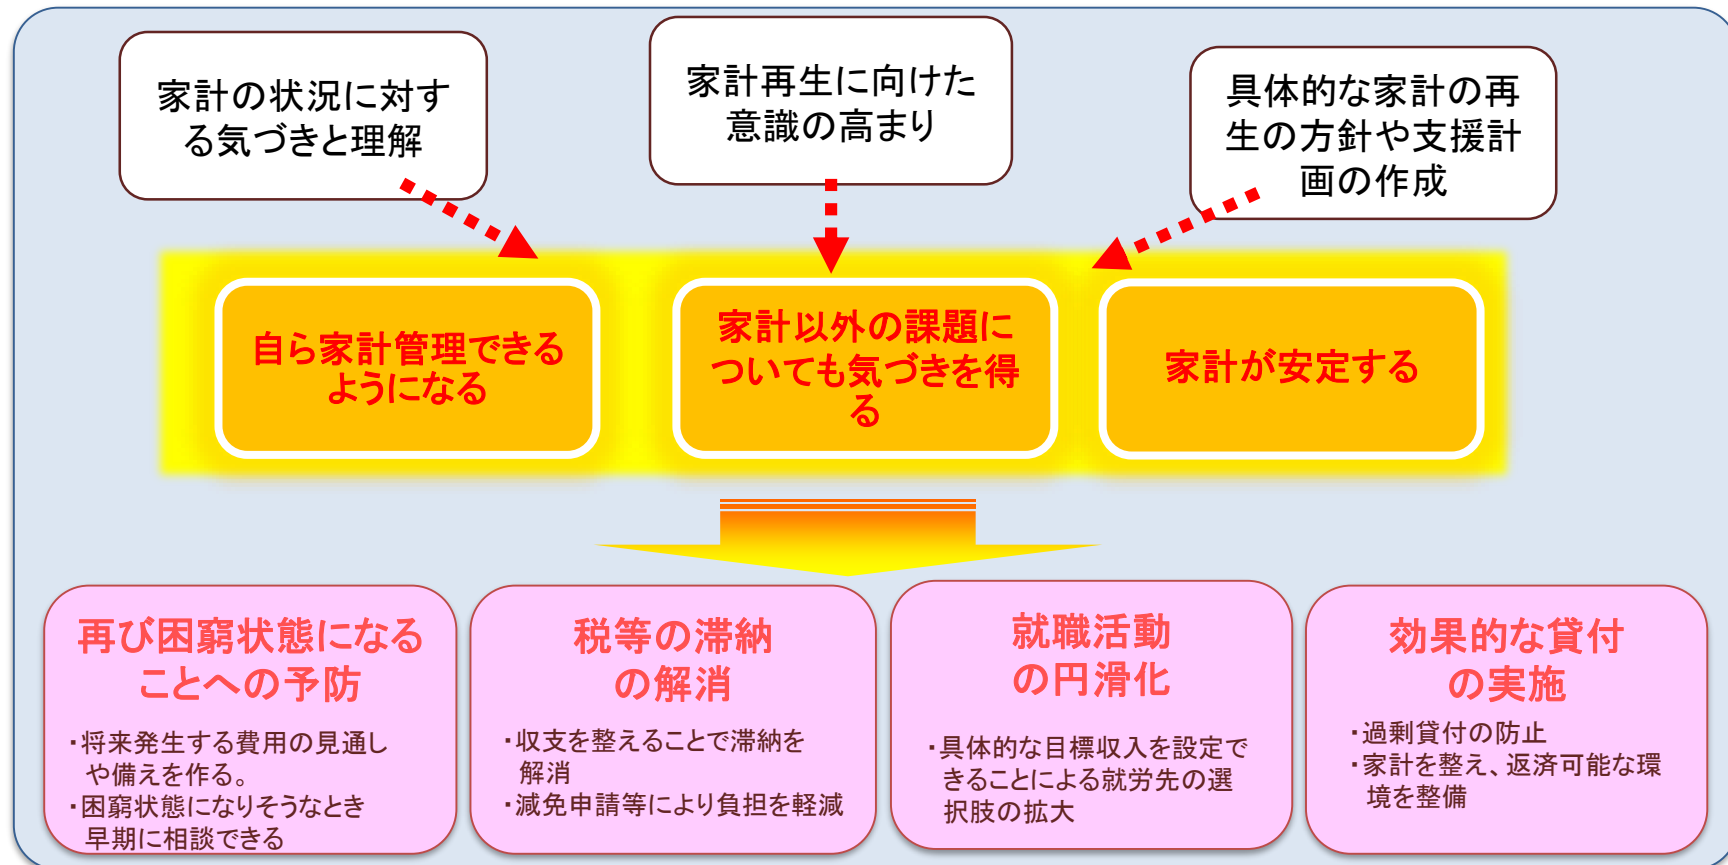 家計の状況に対す
る気づきと理解
家計再生に向けた
意識の高まり
具体的な家計の再
生の方針や支援計
画の作成
自ら家計管理できる
ようになる
家計以外の課題に
ついても気づきを得
る
家計が安定する
再び困窮状態になる
ことへの予防
・将来発生する費用の見通し
や備えを作る。
・困窮状態になりそうなとき
早期に相談できる
税等の滞納
の解消
・収支を整えることで滞納を
解消
・減免申請等により負担を軽減
就職活動
の円滑化
・具体的な目標収入を設定で
きることによる就労先の選
択肢の拡大
効果的な貸付
の実施
・過剰貸付の防止
・家計を整え、返済可能な環
境を整備